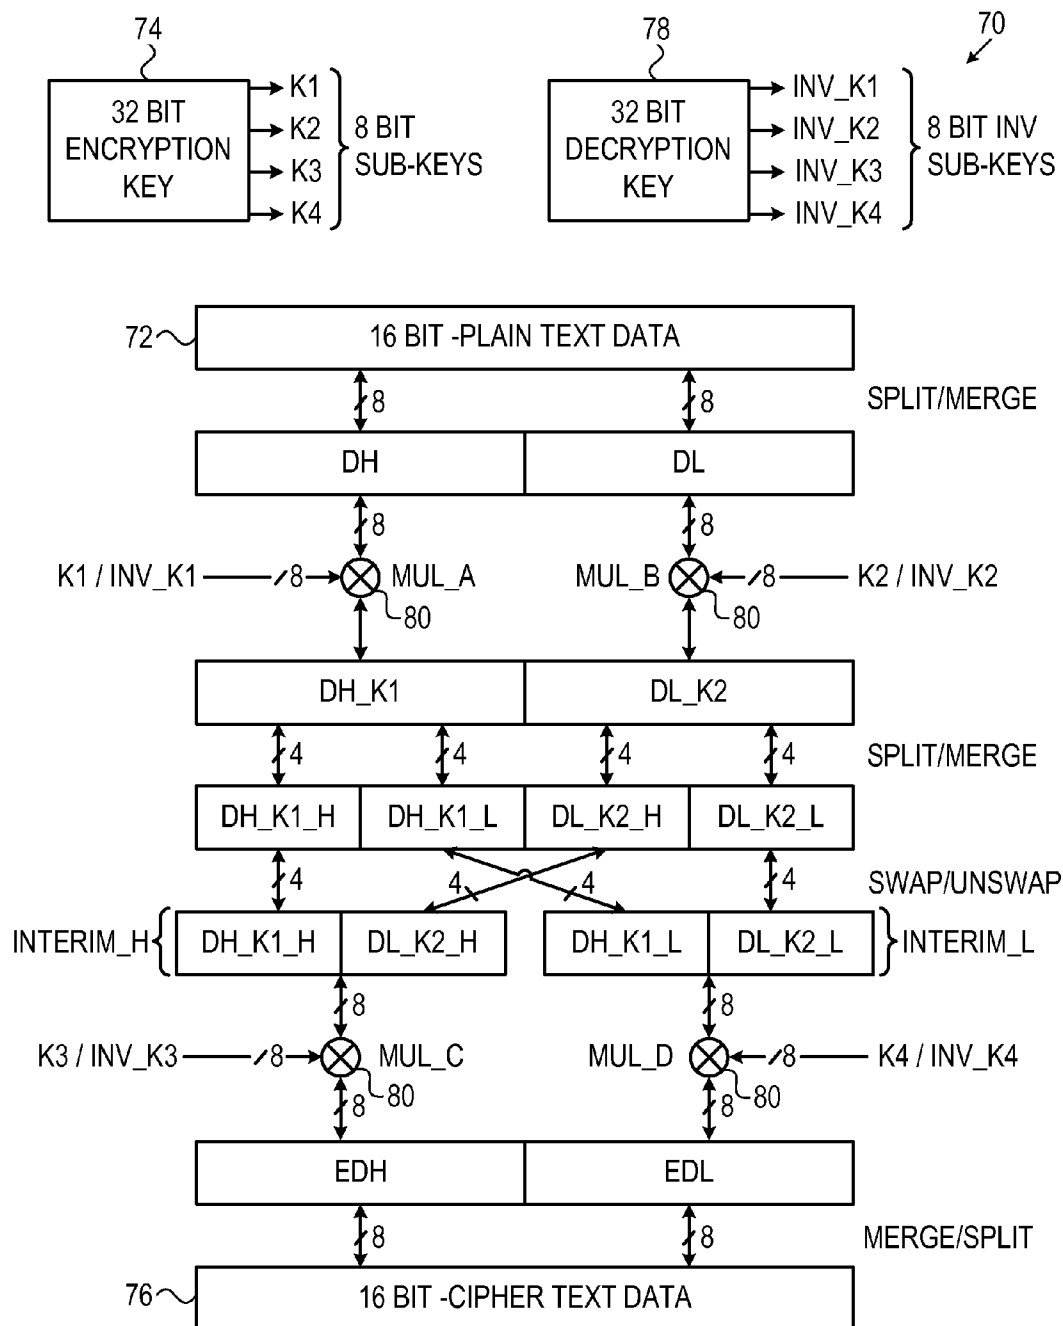 74
78
70
32 BIT
ENCRYPTION
KEY
K1
K2
K3
K4
8 BIT
SUB-KEYS
32 BIT
DECRYPTION
KEY
INV_K1
INV_K2
INV_K3
INV_K4
8 BIT INV
SUB-KEYS
72
16 BIT -PLAIN TEXT DATA
8
8
SPLIT/MERGE
DH
DL
8
8
K1 / INV_K1
8
MUL_A
MUL_B
8
K2 / INV_K2
80
80
DH_K1
DL_K2
4
4
4
4
SPLIT/MERGE
DH_K1_H
DH_K1_L
DL_K2_H
DL_K2_L
4
4
4
4
SWAP/UNSWAP
INTERIM_H
DH_K1_H
DL_K2_H
DH_K1_L
DL_K2_L
INTERIM_L
8
8
K3 / INV_K3
8
MUL_C
MUL_D
8
K4 / INV_K4
80
80
8
8
EDH
EDL
8
8
MERGE/SPLIT
76
16 BIT -CIPHER TEXT DATA